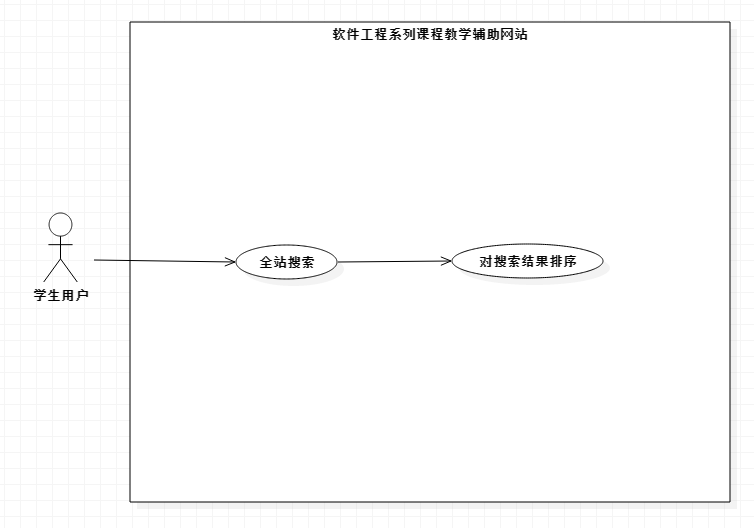 软件工程系列课程教学辅助网站
全站搜索
对搜索结果排序
学生用户